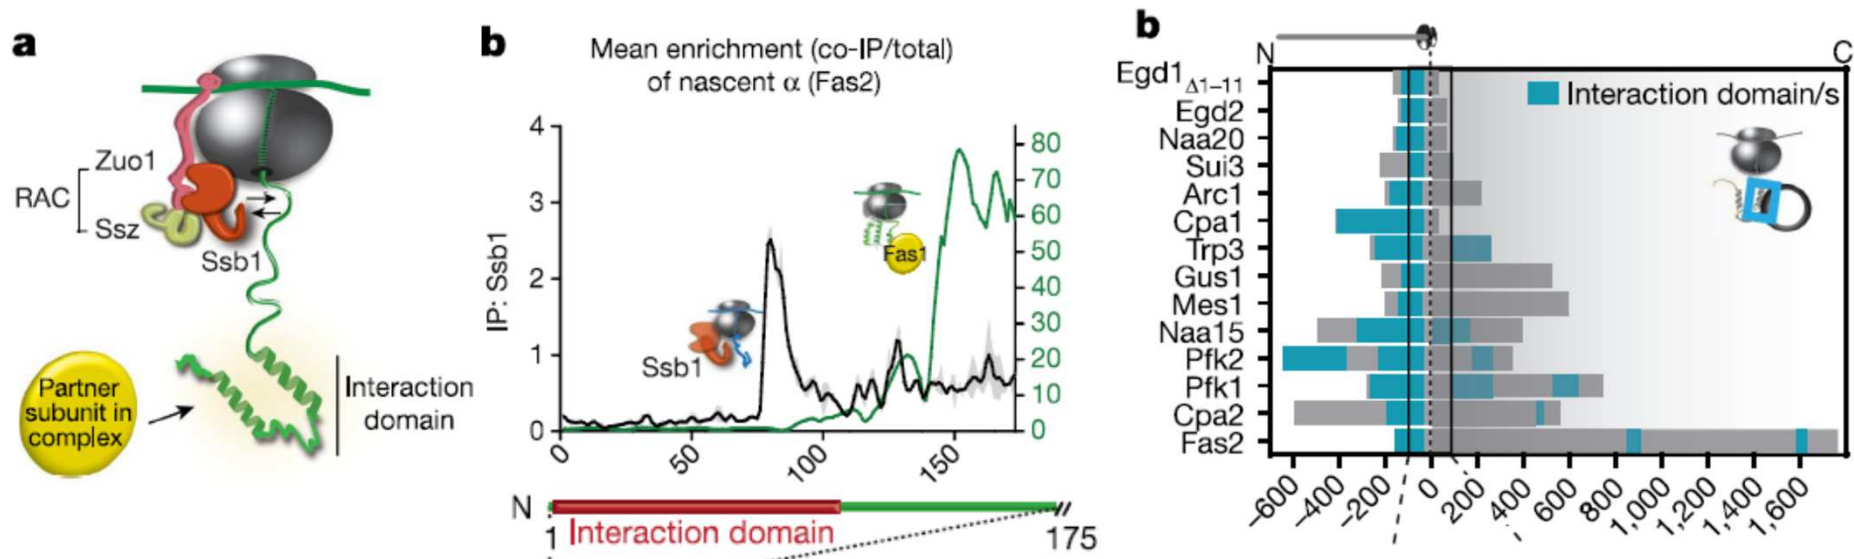 a
Zuo1
RAC
Ssz
Ssb1
Partner
subunit in
complex
Interaction
domain
b
Mean enrichment (co-IP/total)
of nascent α (Fas2)
IP: Ssb1
4
3
2
1
0
80
70
60
50
40
30
20
10
0
Fas1
Ssb1
0
50
100
150
N
Interaction domain
1
175
b
N
C
Egd1 Δ1–11
Egd2
Naa20
Sui3
Arc1
Cpa1
Trp3
Gus1
Mes1
Naa15
Pfk2
Pfk1
Cpa2
Fas2
Interaction domain/s
–600
–400
–200
0
200
400
600
800
1,000
1,200
1,400
1,600